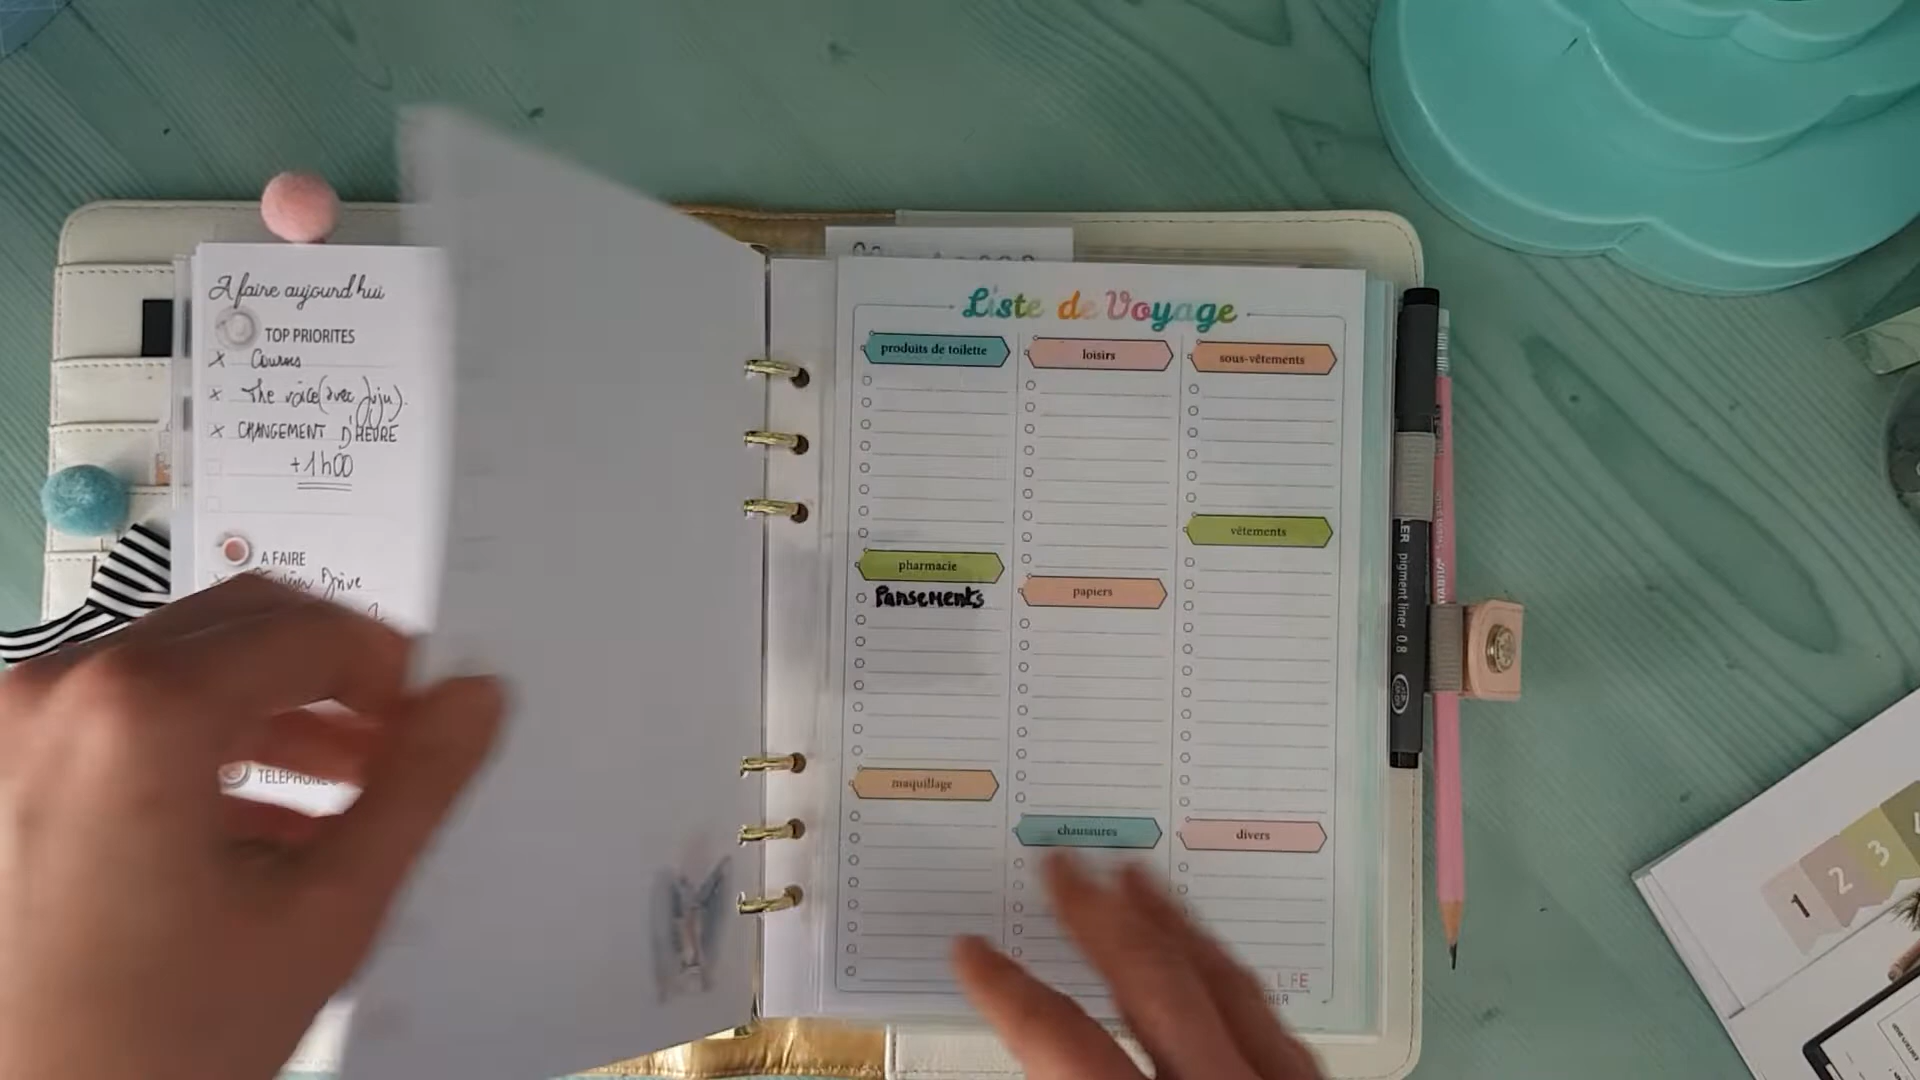 A faire aujourd'hui
TOP PRIORITES
Courses
The voice (avec Juju).
CHANGEMENT D'HEURE
+1h00
A FAIRE
Drive
Liste de Voyage
produits de toilette
loisirs
sous-vêtements
vêtements
pharmacie
Pansements
papiers
maquillage
chaussures
divers
pigment liner 0.8
1
2
3